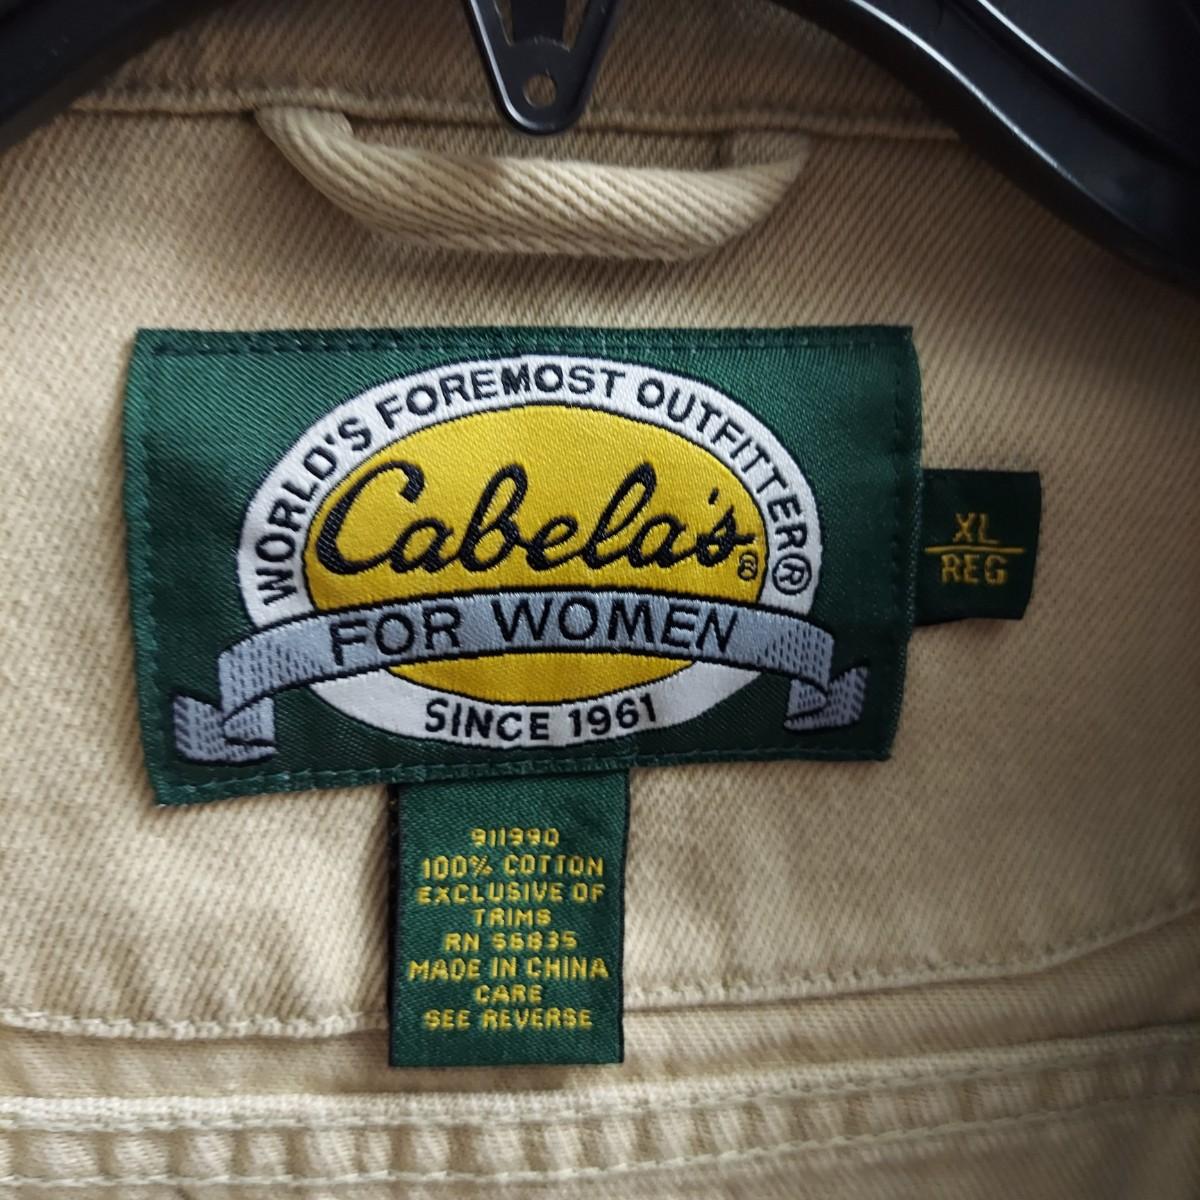 WORLD'S FOREMOST OUTFITTER®
Cabela's®
FOR WOMEN
SINCE 1961
XL
REG
911990
100% COTTON
EXCLUSIVE OF
TRIMS
RN 56835
MADE IN CHINA
CARE
SEE REVERSE